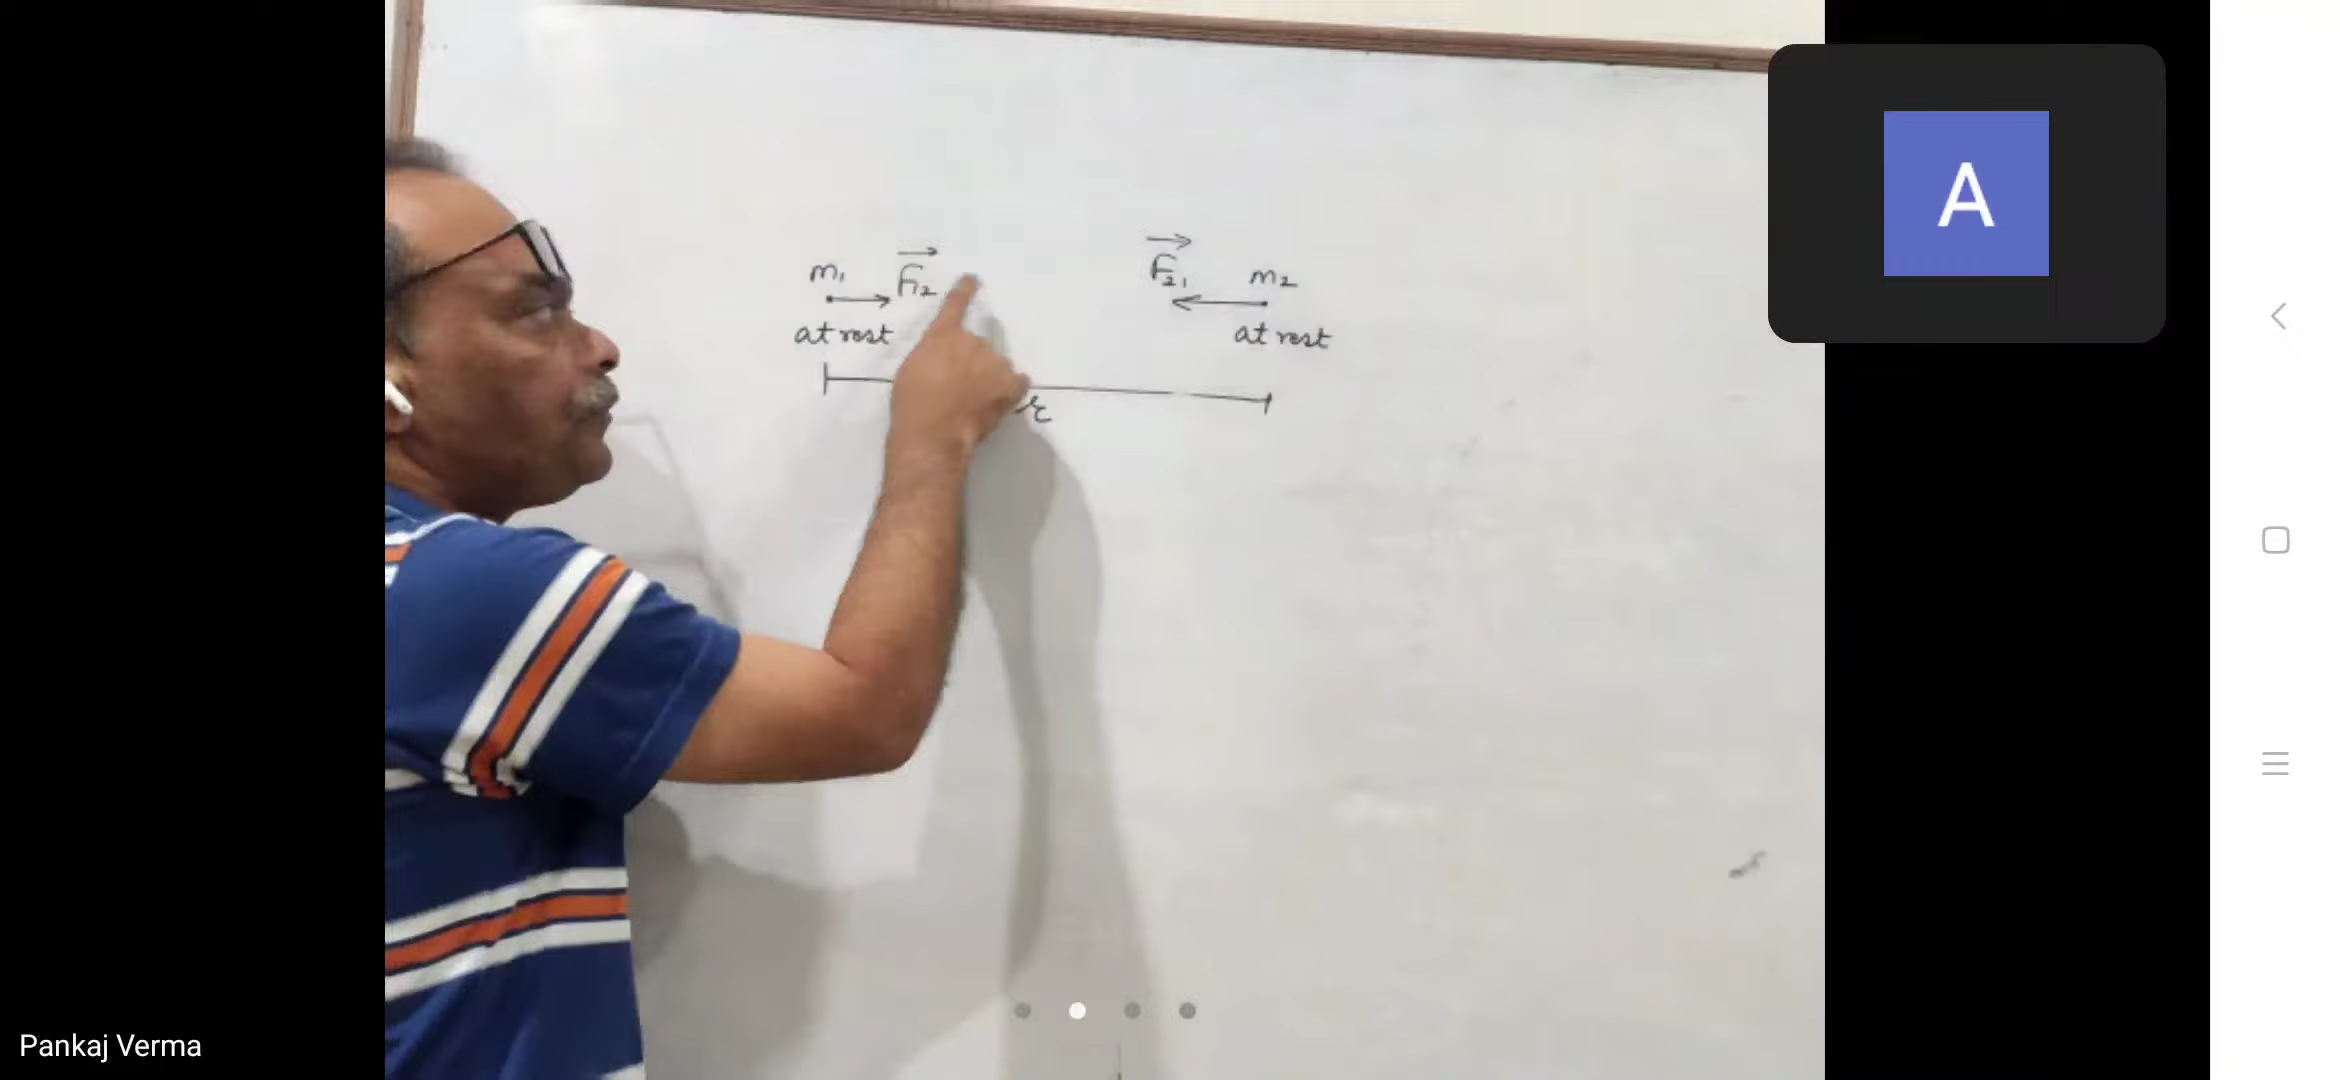 A
F₁₂
F₂₁
m₁
m₂
at rest
at rest
r
Pankaj Verma